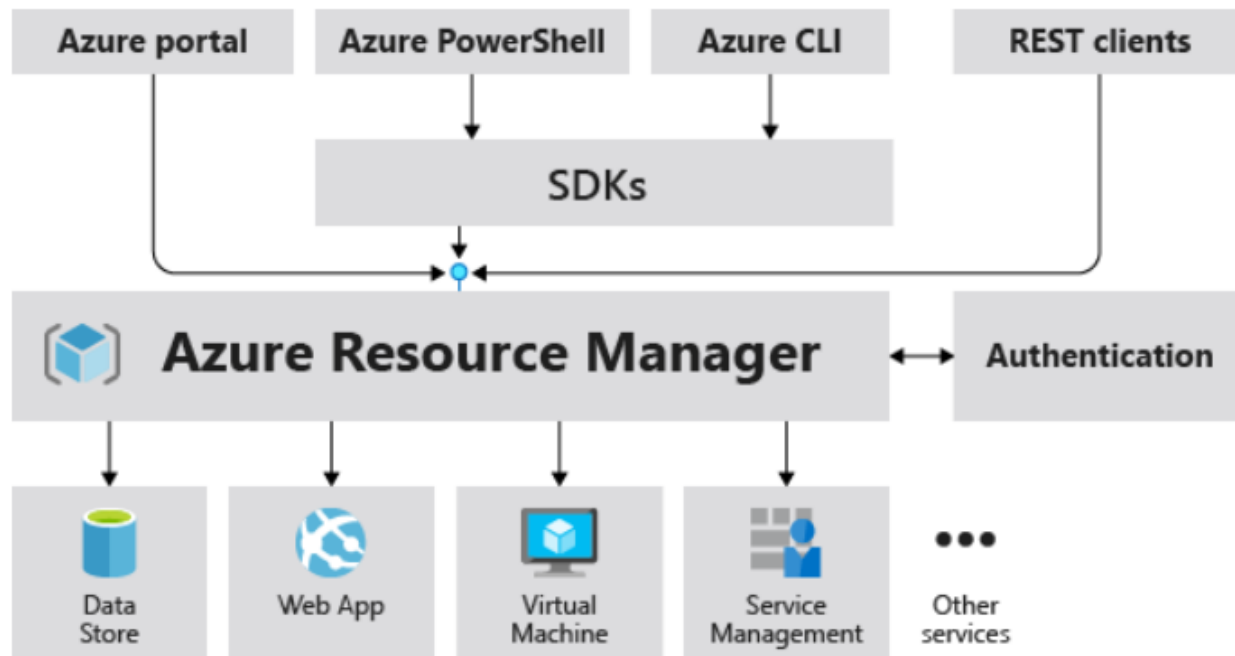 Azure portal
Azure PowerShell
Azure CLI
REST clients
SDKs
Azure Resource Manager
Authentication
Data
Store
Web App
Virtual
Machine
Service
Management
Other
services